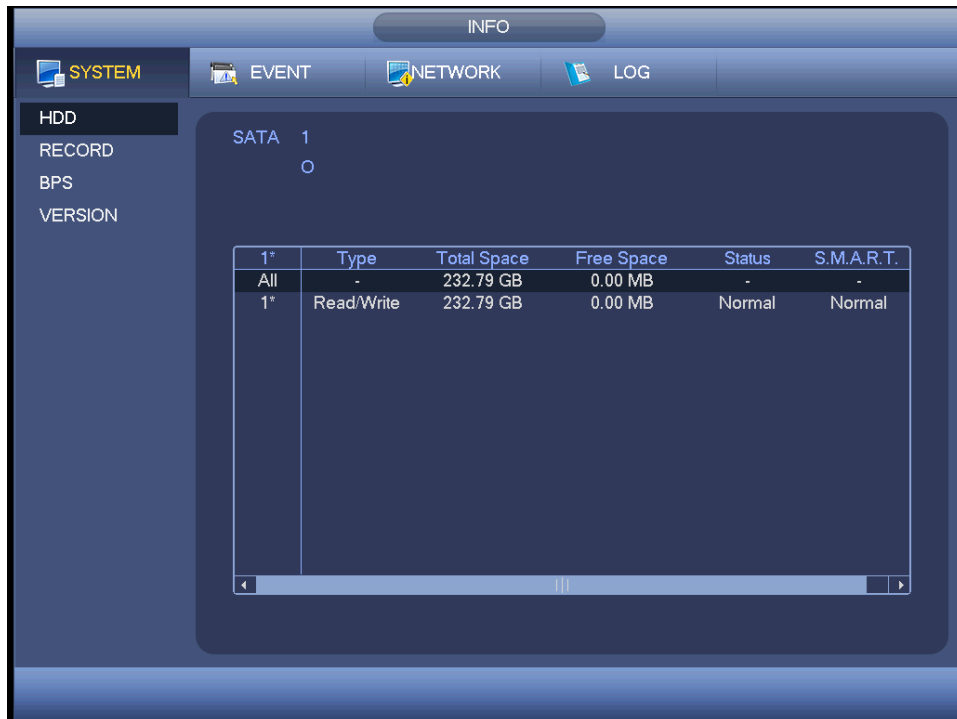 INFO
SYSTEM EVENT NETWORK LOG
HDD
RECORD
BPS
VERSION
SATA 1
O
1* Type Total Space Free Space Status S.M.A.R.T.
All - 232.79 GB 0.00 MB - -
1* Read/Write 232.79 GB 0.00 MB Normal Normal